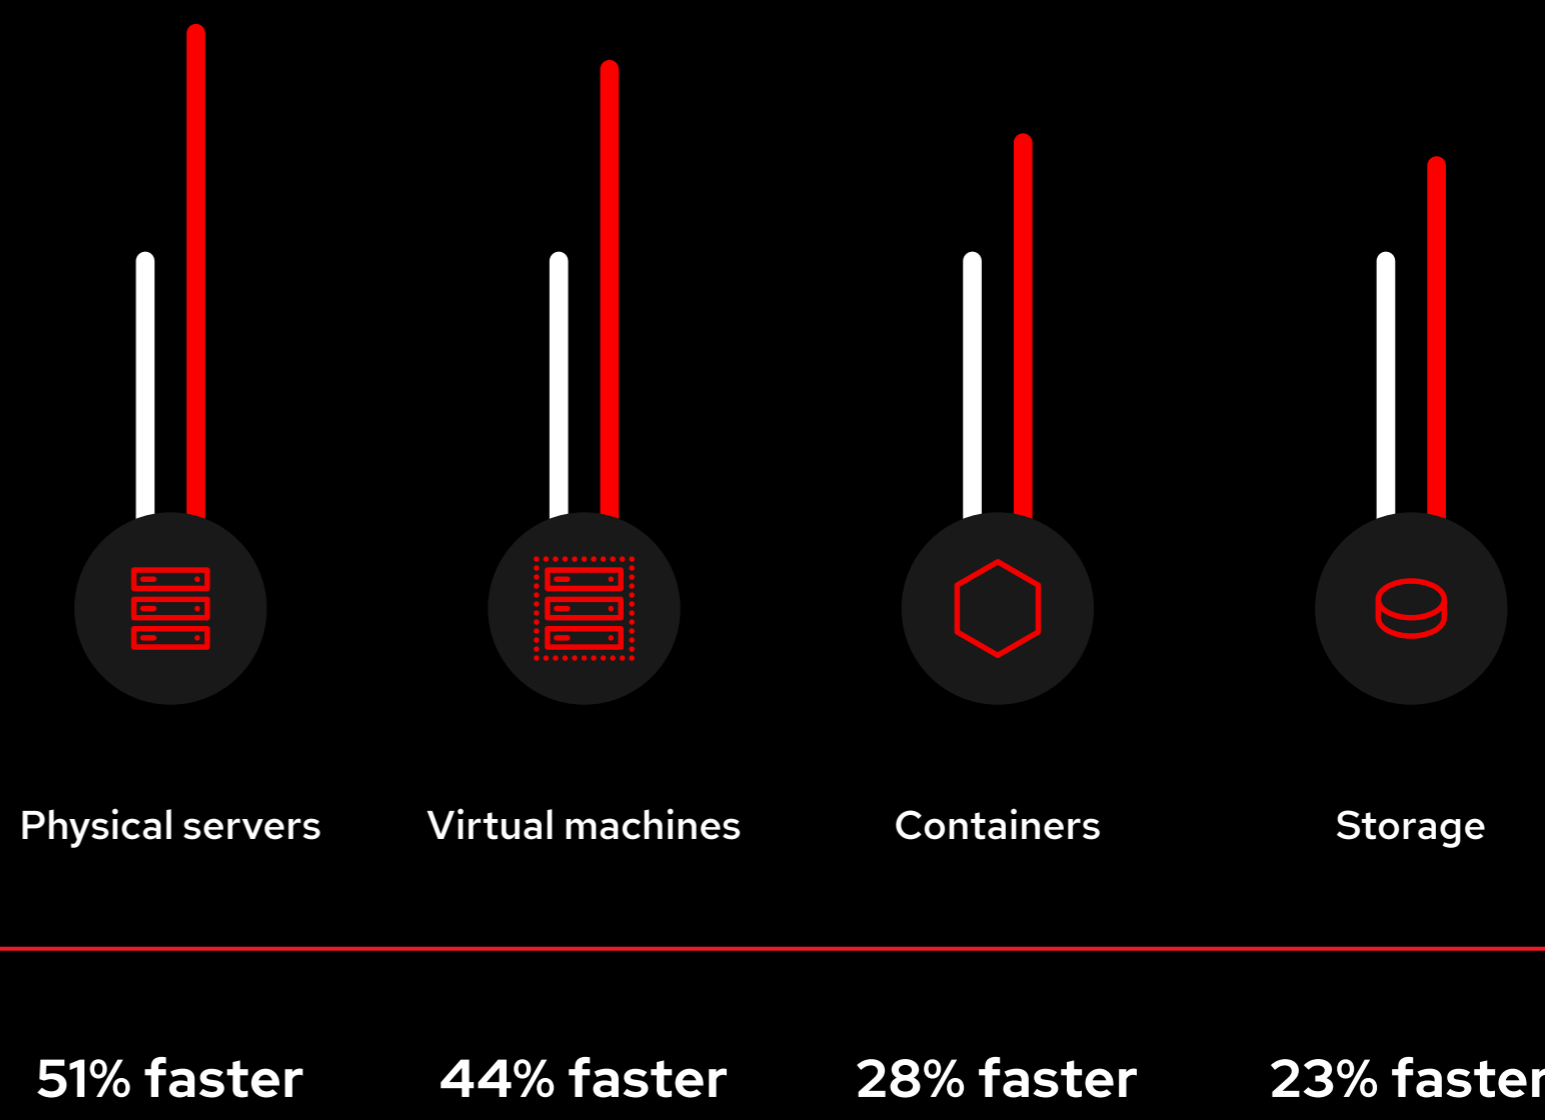 Physical servers
Virtual machines
Containers
Storage
51% faster
44% faster
28% faster
23% faster